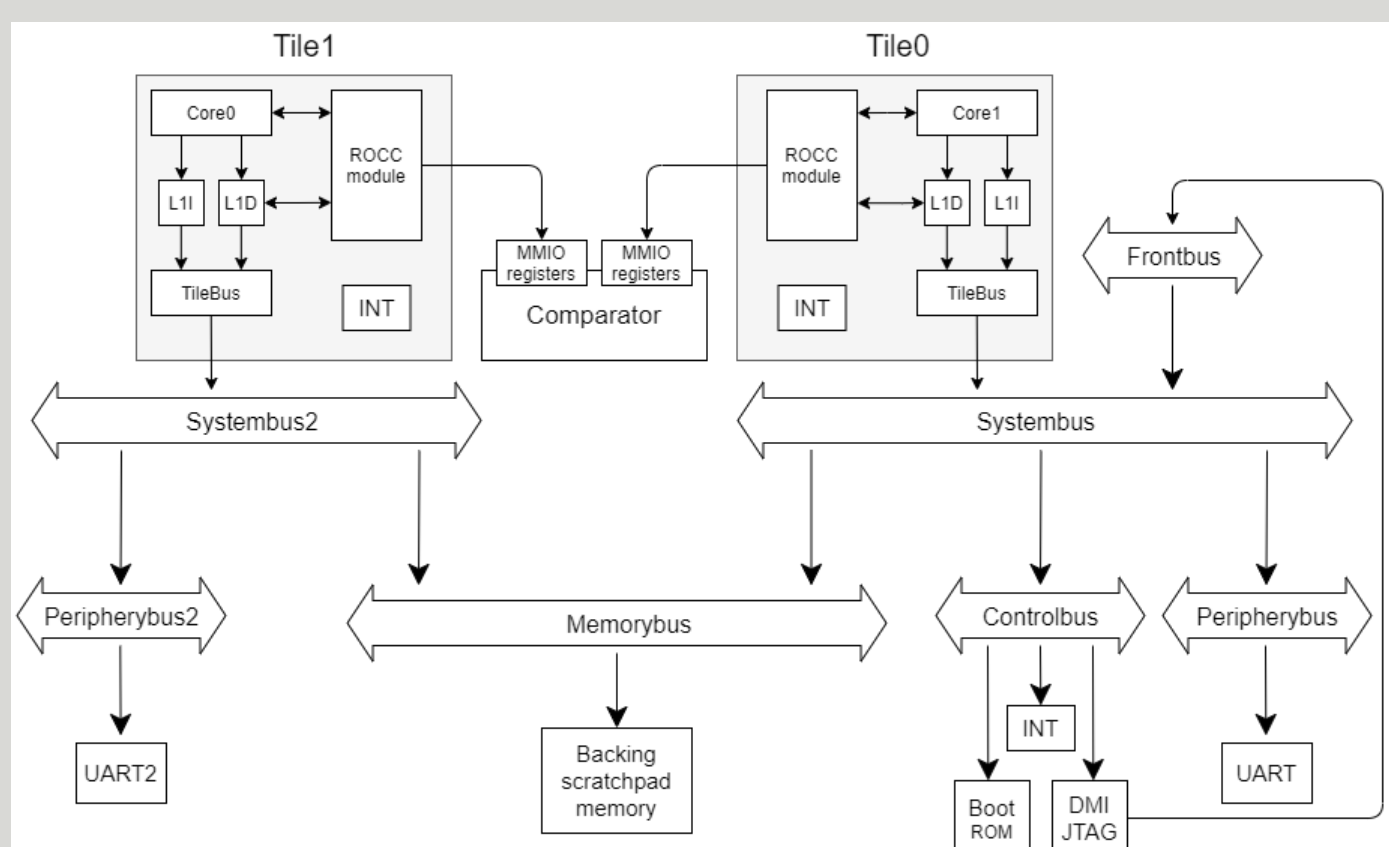 Tile1
Tile0
Core0
ROCC
module
L1I
L1D
TileBus
INT
MMIO
registers
MMIO
registers
Comparator
ROCC
module
Core1
L1D
L1I
INT
TileBus
Frontbus
Systembus2
Systembus
Peripherybus2
Memorybus
Controlbus
Peripherybus
UART2
Backing
scratchpad
memory
INT
Boot
ROM
DMI
JTAG
UART